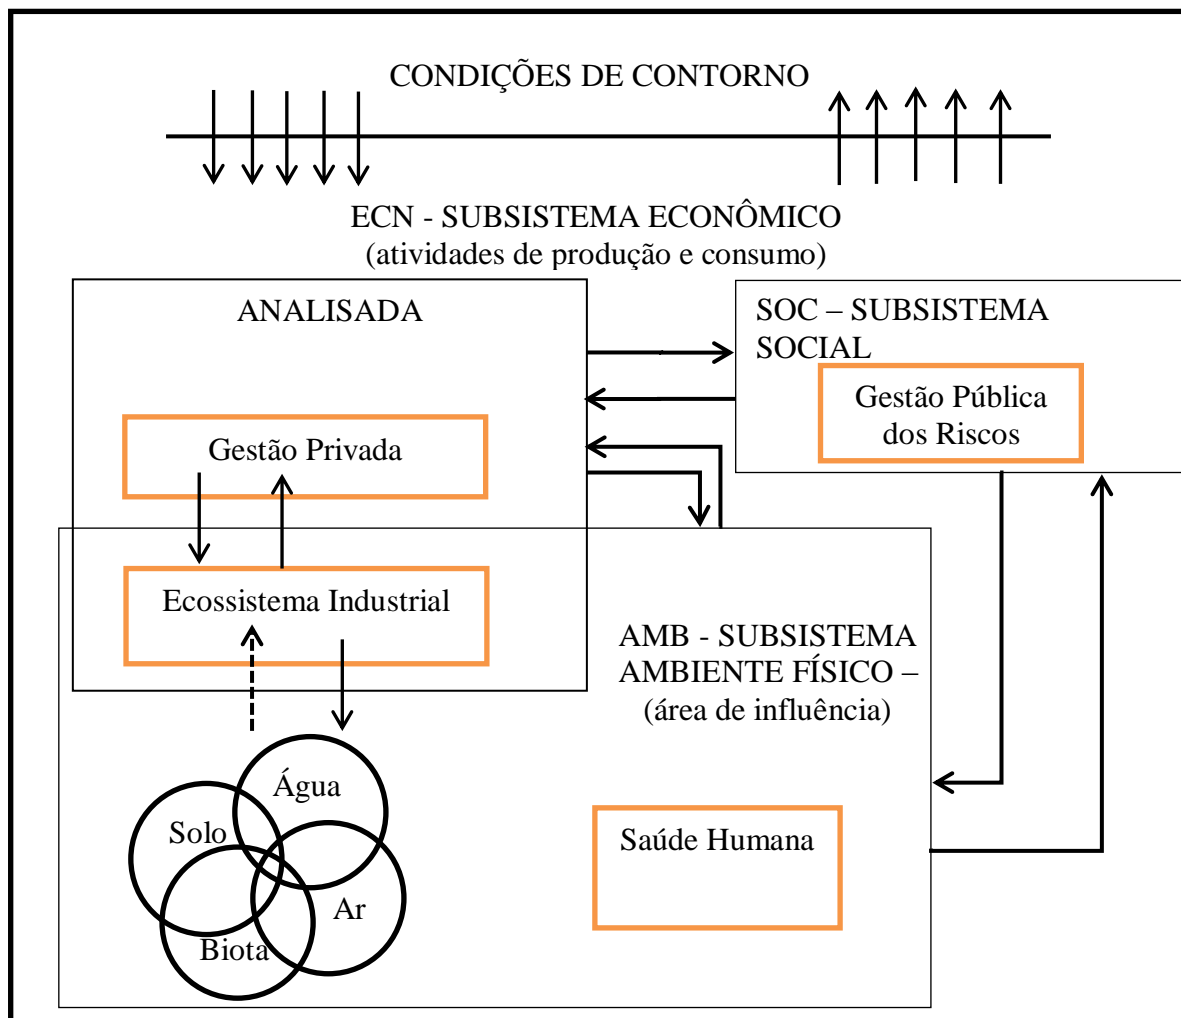 CONDIÇÕES DE CONTORNO
ECN - SUBSISTEMA ECONÔMICO
(atividades de produção e consumo)
ANALISADA
SOC – SUBSISTEMA
SOCIAL
Gestão Pública
dos Riscos
Gestão Privada
Ecossistema Industrial
AMB - SUBSISTEMA
AMBIENTE FÍSICO –
(área de influência)
Água
Solo
Ar
Biota
Saúde Humana